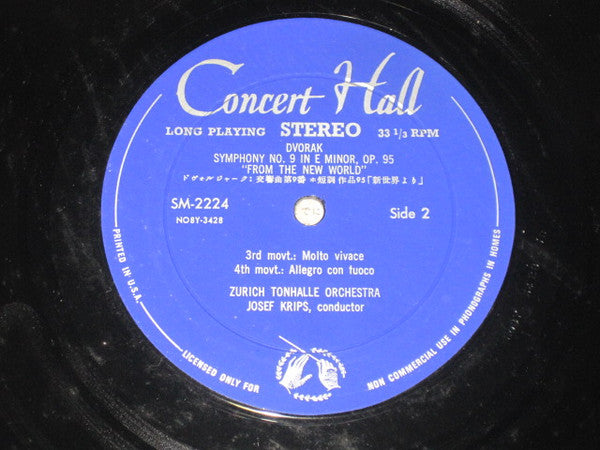 Concert Hall
LONG PLAYING STEREO 33 1/3 RPM
DVORAK
SYMPHONY NO. 9 IN E MINOR, OP. 95
"FROM THE NEW WORLD"
ドヴォルジャーク:交響曲第9番 ホ短調 作品95「新世界より」
SM-2224
NO8Y-3428
Side 2
3rd movt.: Molto vivace
4th movt.: Allegro con fuoco
ZURICH TONHALLE ORCHESTRA
JOSEF KRIPS, conductor
PRINTED IN U.S.A.
LICENSED ONLY FOR
NON COMMERCIAL USE ON PHONOGRAPHS IN HOMES